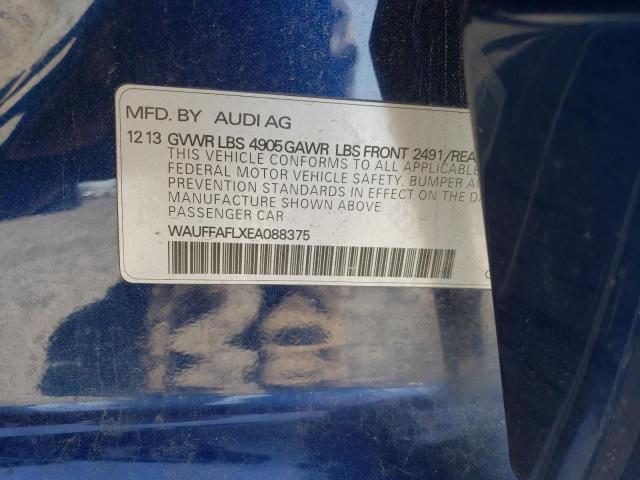 MFD. BY AUDI AG
12 13 GVWR LBS 4905 GAWR LBS FRONT 2491/REA
THIS VEHICLE CONFORMS TO ALL APPLICABLE
FEDERAL MOTOR VEHICLE SAFETY, BUMPER AN
PREVENTION STANDARDS IN EFFECT ON THE DA
MANUFACTURE SHOWN ABOVE
PASSENGER CAR
WAUFFAFLXEA088375